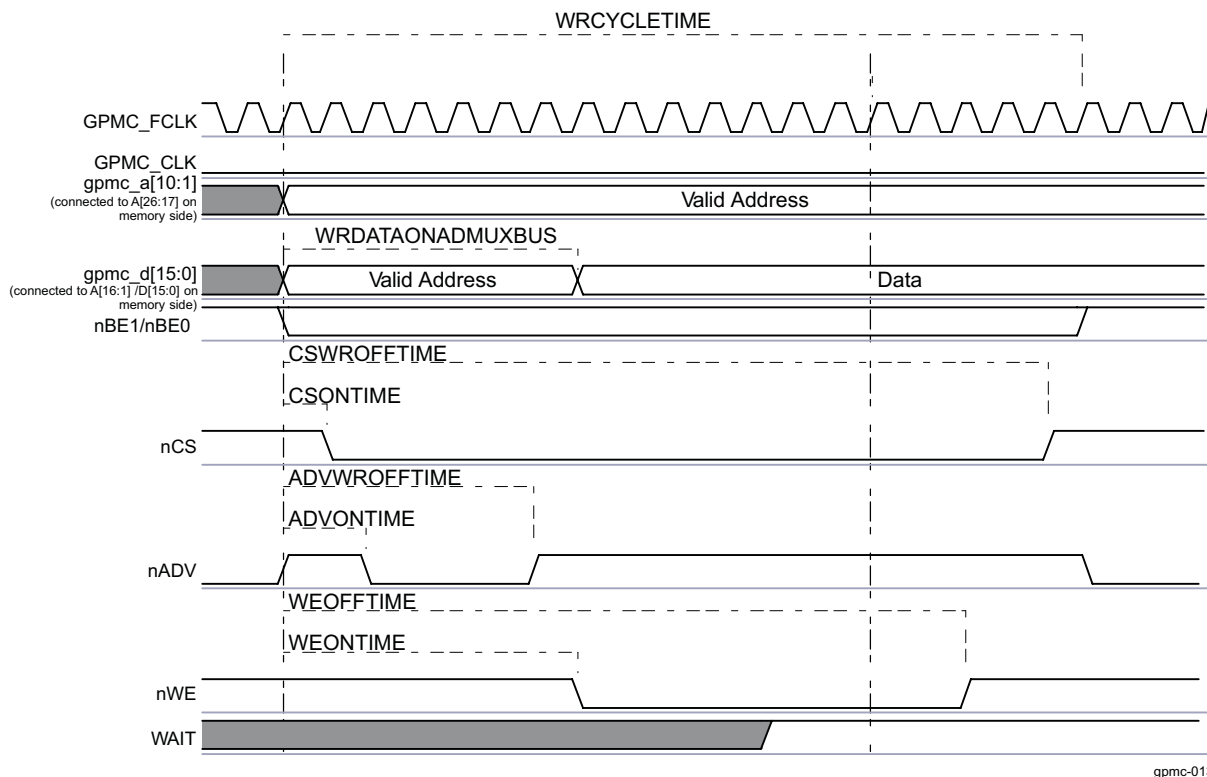 WRCYCLETIME
GPMC_FCLK
GPMC_CLK
gpmc_a[10:1]
(connected to A[26:17] on
memory side)
Valid Address
WRDATAONADMUXBUS
gpmc_d[15:0]
(connected to A[16:1] /D[15:0] on
memory side)
Valid Address
Data
nBE1/nBE0
CSWROFFTIME
CSONTIME
nCS
ADVWROFFTIME
ADVONTIME
nADV
WEOFFTIME
WEONTIME
nWE
WAIT